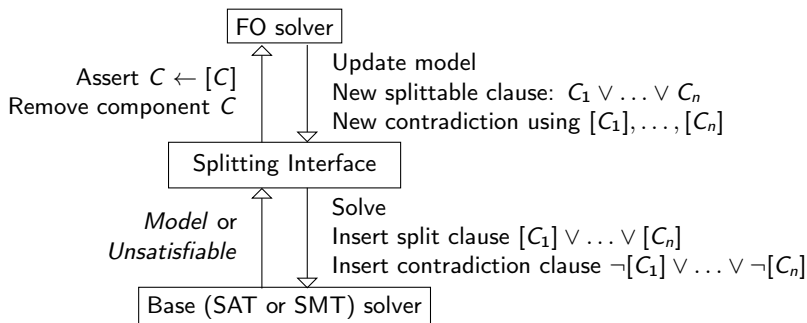 FO solver
Assert C ← [C]
Remove component C
Update model
New splittable clause: C₁ ∨ … ∨ Cₙ
New contradiction using [C₁], … , [Cₙ]
Splitting Interface
Model or
Unsatisfiable
Solve
Insert split clause [C₁] ∨ … ∨ [Cₙ]
Insert contradiction clause ¬[C₁] ∨ … ∨ ¬[Cₙ]
Base (SAT or SMT) solver